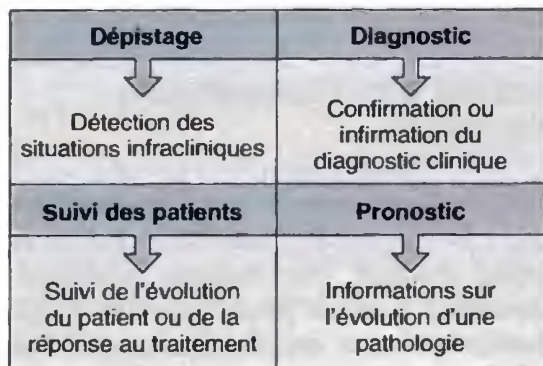 Dépistage
Détection des
situations infracliniques
Diagnostic
Confirmation ou
infirmation du
diagnostic clinique
Suivi des patients
Suivi de l'évolution
du patient ou de la
réponse au traitement
Pronostic
Informations sur
l'évolution d'une
pathologie